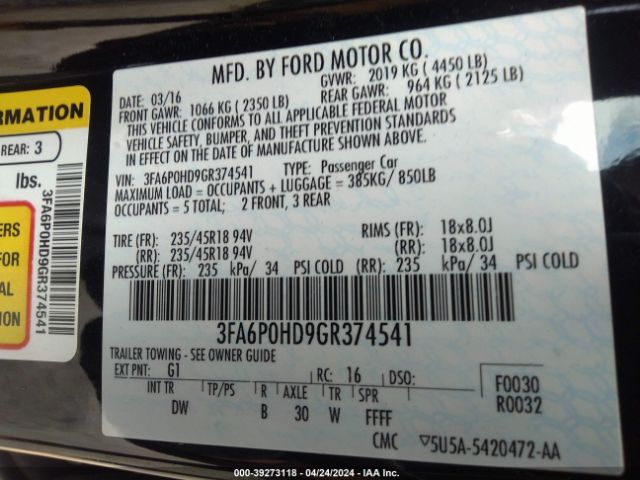 MFD. BY FORD MOTOR CO.
DATE: 03/16 GVWR: 2019 KG ( 4450 LB)
FRONT GAWR: 1066 KG ( 2350 LB) REAR GAWR: 964 KG ( 2125 LB)
THIS VEHICLE CONFORMS TO ALL APPLICABLE FEDERAL MOTOR
VEHICLE SAFETY, BUMPER, AND THEFT PREVENTION STANDARDS
IN EFFECT ON THE DATE OF MANUFACTURE SHOWN ABOVE.
VIN: 3FA6P0HD9GR374541 TYPE: Passenger Car
MAXIMUM LOAD = OCCUPANTS + LUGGAGE = 385KG/ 850LB
OCCUPANTS = 5 TOTAL; 2 FRONT, 3 REAR
TIRE (FR): 235/45R18 94V RIMS (FR): 18x8.0J
(RR): 235/45R18 94V (RR): 18x8.0J
PRESSURE (FR): 235 kPa/ 34 PSI COLD (RR): 235 kPa/ 34 PSI COLD
3FA6P0HD9GR374541
TRAILER TOWING - SEE OWNER GUIDE
EXT PNT: G1 RC: 16 DSO:
F0030
R0032
INT TR TP/PS R AXLE TR SPR
DW B 30 W FFFF
CMC ▽5U5A-5420472-AA
ORMATION
REAR: 3
lbs.
3FA6P0HD9GR374541
ERS
FOR
AL
ON
000-39273118 - 04/24/2024 - IAA Inc.